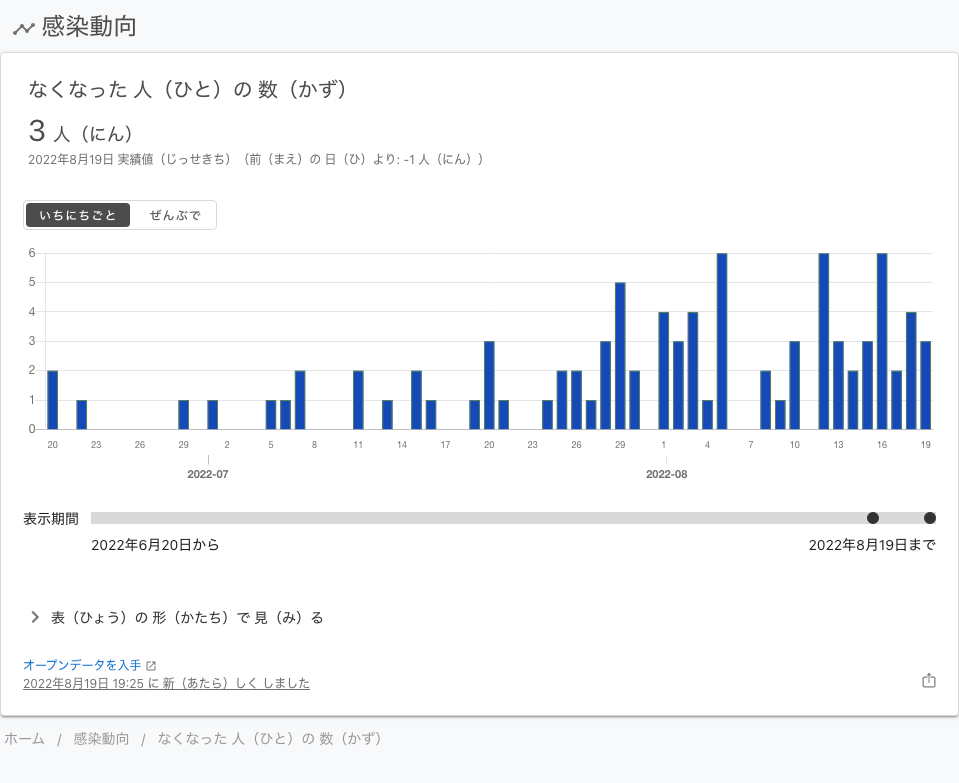 感染動向
なくなった 人（ひと）の 数（かず）
3 人（にん）
2022年8月19日 実績値（じっせきち）（前（まえ）の 日（ひ）より: -1 人（にん））
いちにちごと ぜんぶで
6
5
4
3
2
1
0
20 23 26 29 2 5 8 11 14 17 20 23 26 29 1 4 7 10 13 16 19
2022-07 2022-08
表示期間
2022年6月20日から 2022年8月19日まで
表（ひょう）の 形（かたち）で 見（み）る
オープンデータを入手
2022年8月19日 19:25 に 新（あたら）しく しました
ホーム / 感染動向 / なくなった 人（ひと）の 数（かず）